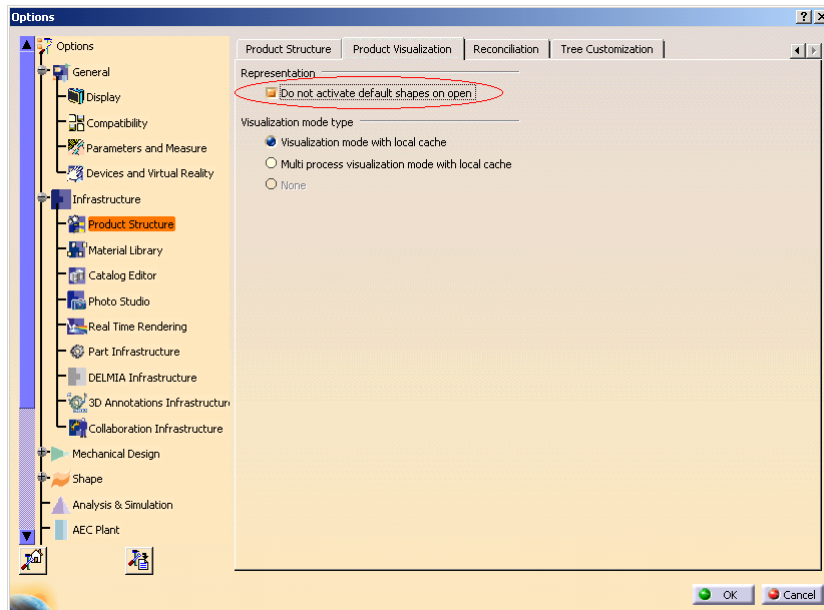 Options
Options
General
Display
Compatibility
Parameters and Measure
Devices and Virtual Reality
Infrastructure
Product Structure
Material Library
Catalog Editor
Photo Studio
Real Time Rendering
Part Infrastructure
DELMIA Infrastructure
3D Annotations Infrastructur
Collaboration Infrastructure
Mechanical Design
Shape
Analysis & Simulation
AEC Plant
Product Structure
Product Visualization
Reconciliation
Tree Customization
Representation
Do not activate default shapes on open
Visualization mode type
Visualization mode with local cache
Multi process visualization mode with local cache
None
OK
Cancel